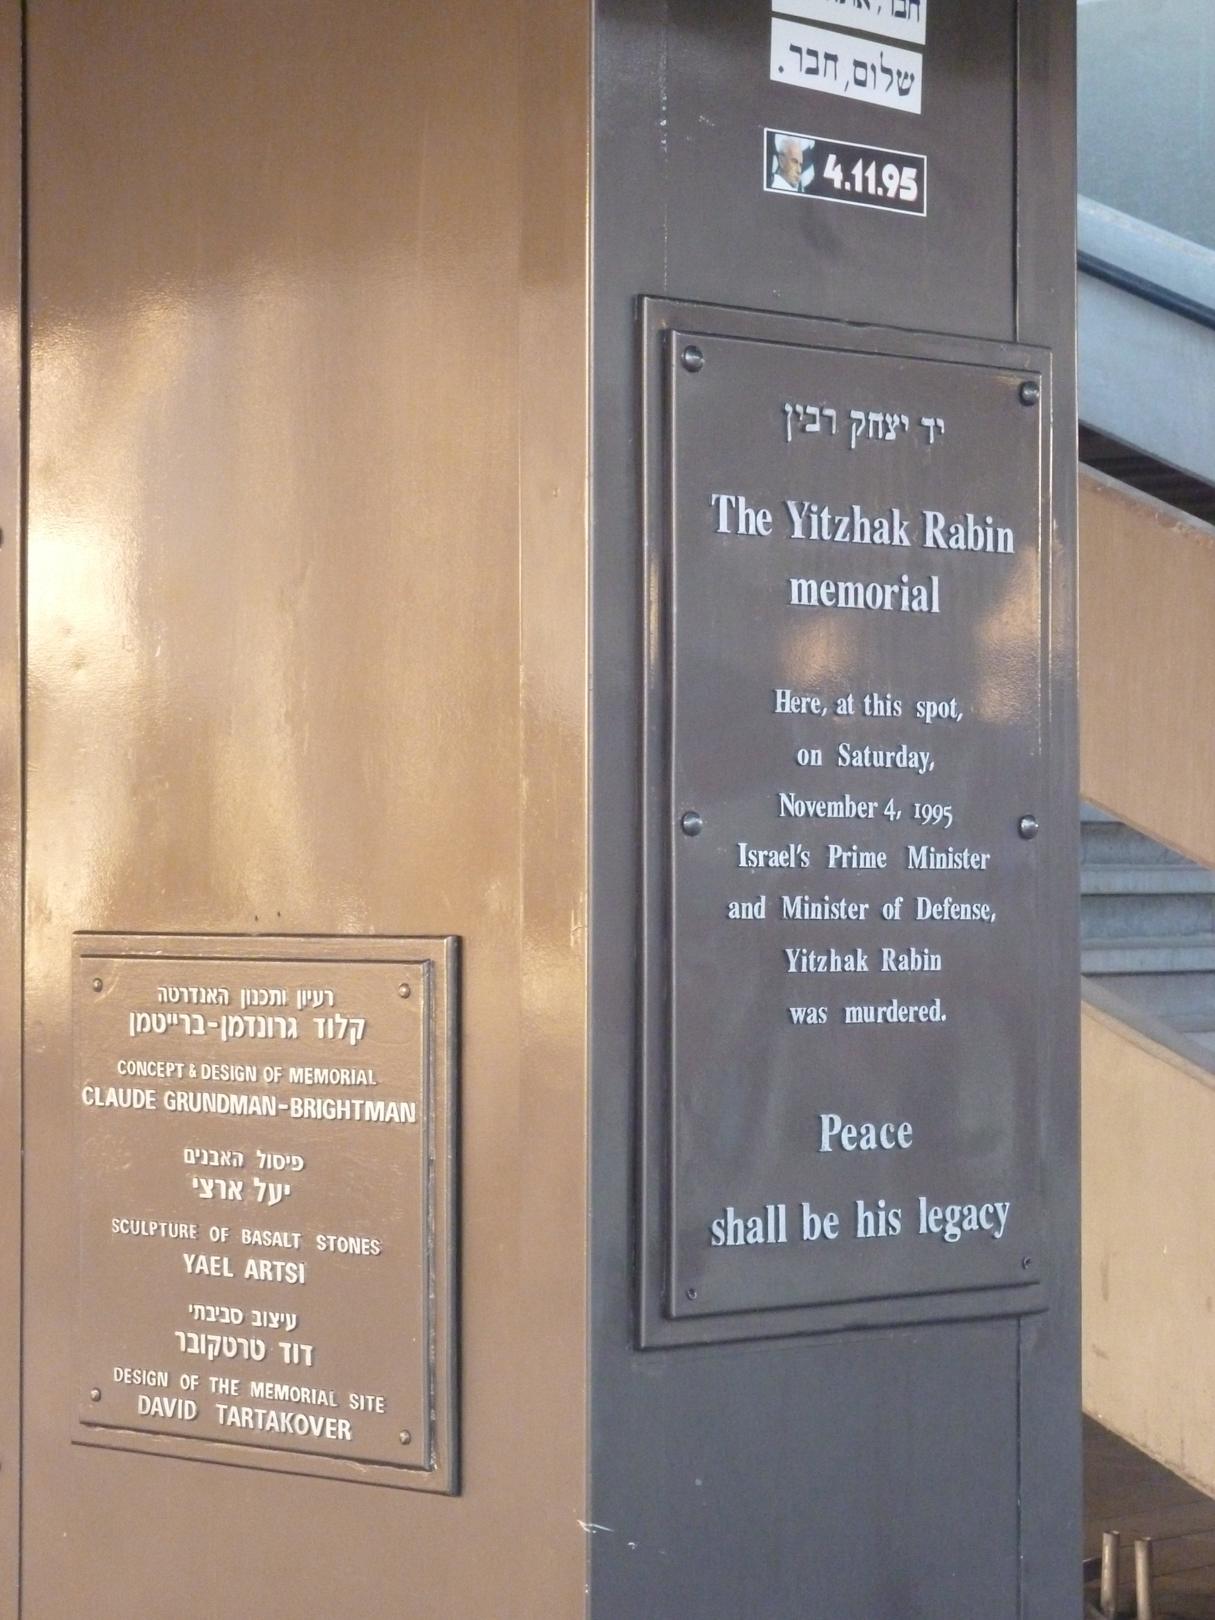 שלום, חבר.
4.11.95
יד יצחק רבין
The Yitzhak Rabin
memorial
Here, at this spot,
on Saturday,
November 4, 1995
Israel's Prime Minister
and Minister of Defense,
Yitzhak Rabin
was murdered.
Peace
shall be his legacy
רעיון ותכנון האנדרטה
קלוד גרונדמן-ברייטמן
CONCEPT & DESIGN OF MEMORIAL
CLAUDE GRUNDMAN-BRIGHTMAN
פיסול האבנים
יעל ארצי
SCULPTURE OF BASALT STONES
YAEL ARTSI
עיצוב סביבתי
דוד טרטקובר
DESIGN OF THE MEMORIAL SITE
DAVID TARTAKOVER